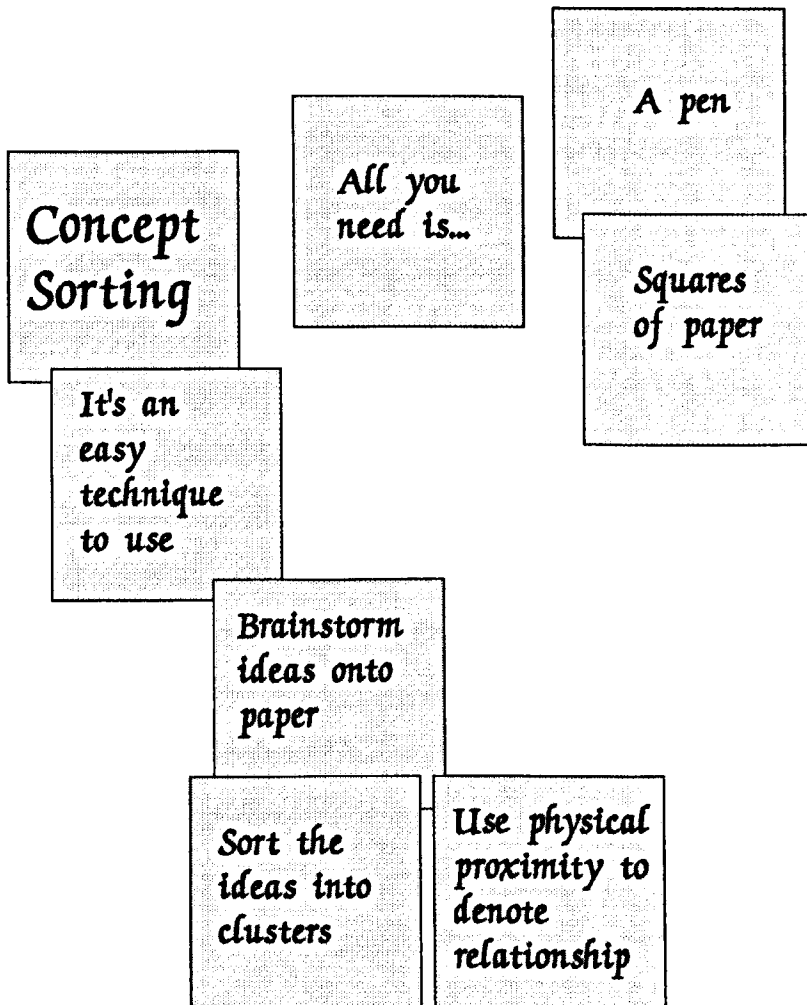 Concept
Sorting
It's an
easy
technique
to use
All you
need is...
A pen
Squares
of paper
Brainstorm
ideas onto
paper
Sort the
ideas into
clusters
Use physical
proximity to
denote
relationship